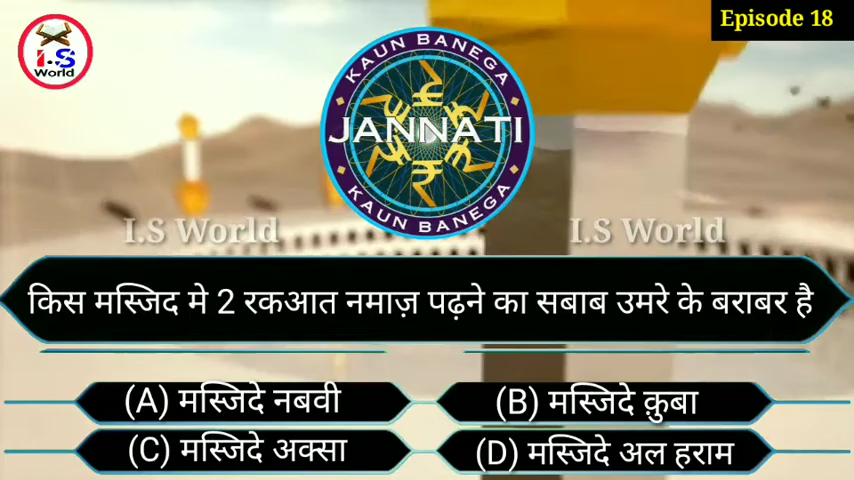 Episode 18
I.S
World
KAUN BANEGA
JANNATI
KAUN BANEGA
I.S World
I.S World
किस मस्जिद मे 2 रकआत नमाज़ पढ़ने का सबाब उमरे के बराबर है
(A) मस्जिदे नबवी
(B) मस्जिदे क़ुबा
(C) मस्जिदे अक्सा
(D) मस्जिदे अल हराम